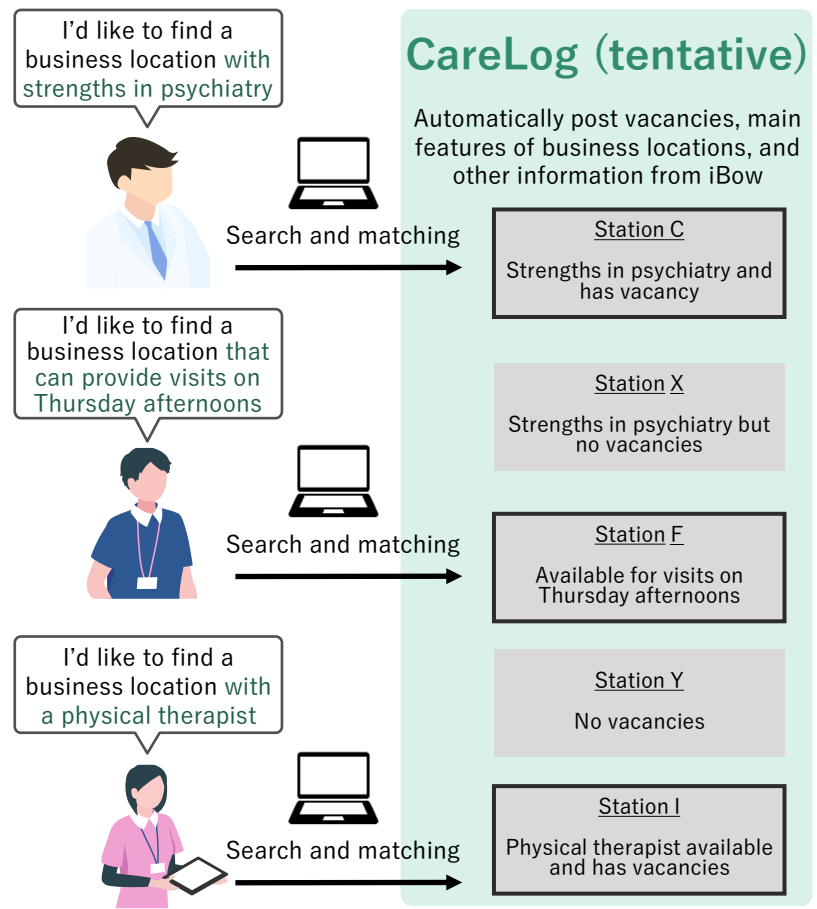 I'd like to find a
business location with
strengths in psychiatry
CareLog (tentative)
Automatically post vacancies, main
features of business locations, and
other information from iBow
Search and matching
Station C
Strengths in psychiatry and
has vacancy
I'd like to find a
business location that
can provide visits on
Thursday afternoons
Station X
Strengths in psychiatry but
no vacancies
Search and matching
Station F
Available for visits on
Thursday afternoons
I'd like to find a
business location with
a physical therapist
Station Y
No vacancies
Search and matching
Station I
Physical therapist available
and has vacancies